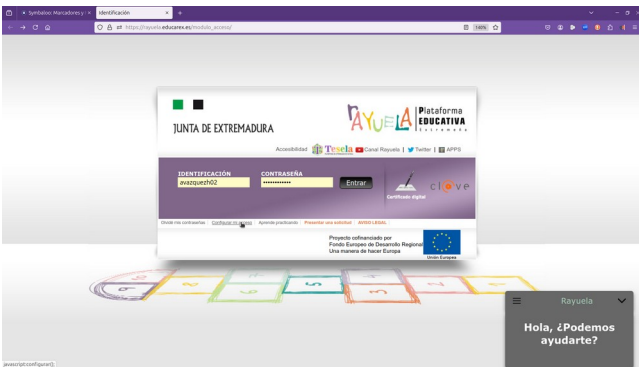 Symbaloo: Marcadores y
Identificación
https://rayuela.educarex.es/modulo_acceso/
140%
JUNTA DE EXTREMADURA
RAYUELA Plataforma
EDUCATIVA
Extremeña
Accesibilidad Tesela Canal Rayuela | Twitter | APPS
IDENTIFICACIÓN CONTRASEÑA
avazquezh02
Entrar
Certificado digital
cl@ve
Olvidé mis contraseñas Configurar mi acceso Aprende practicando Presentar una solicitud AVISO LEGAL
Proyecto cofinanciado por
Fondo Europeo de Desarrollo Regional
Una manera de hacer Europa
Unión Europea
Rayuela
Hola, ¿Podemos
ayudarte?
javascript:configurar();